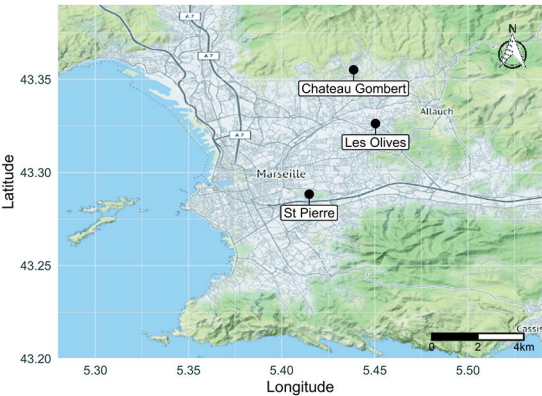 A 7
A 7
N
43.35
Chateau Gombert
Allauch
A 7
Les Olives
43.30
Marseille
St Pierre
43.25
Cassis
0 2 4km
43.20
5.30 5.35 5.40 5.45 5.50
Latitude
Longitude